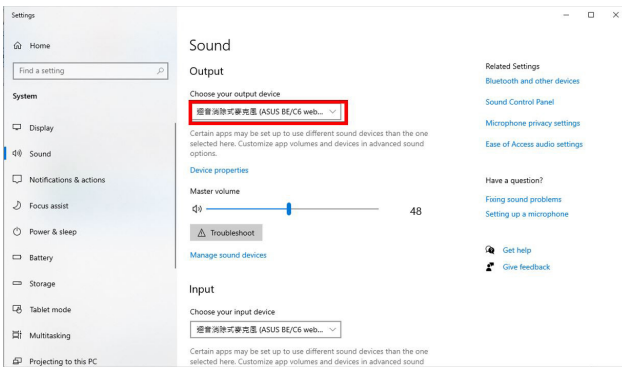 Settings
Home
Find a setting
System
Display
Sound
Notifications & actions
Focus assist
Power & sleep
Battery
Storage
Tablet mode
Multitasking
Projecting to this PC
Sound
Output
Choose your output device
迴音消除式麥克風 (ASUS BE/C6 web...
Certain apps may be set up to use different sound devices than the one
selected here. Customize app volumes and devices in advanced sound
options.
Device properties
Master volume
48
Troubleshoot
Manage sound devices
Input
Choose your input device
迴音消除式麥克風 (ASUS BE/C6 web...
Certain apps may be set up to use different sound devices than the one
selected here. Customize app volumes and devices in advanced sound
Related Settings
Bluetooth and other devices
Sound Control Panel
Microphone privacy settings
Ease of Access audio settings
Have a question?
Fixing sound problems
Setting up a microphone
Get help
Give feedback